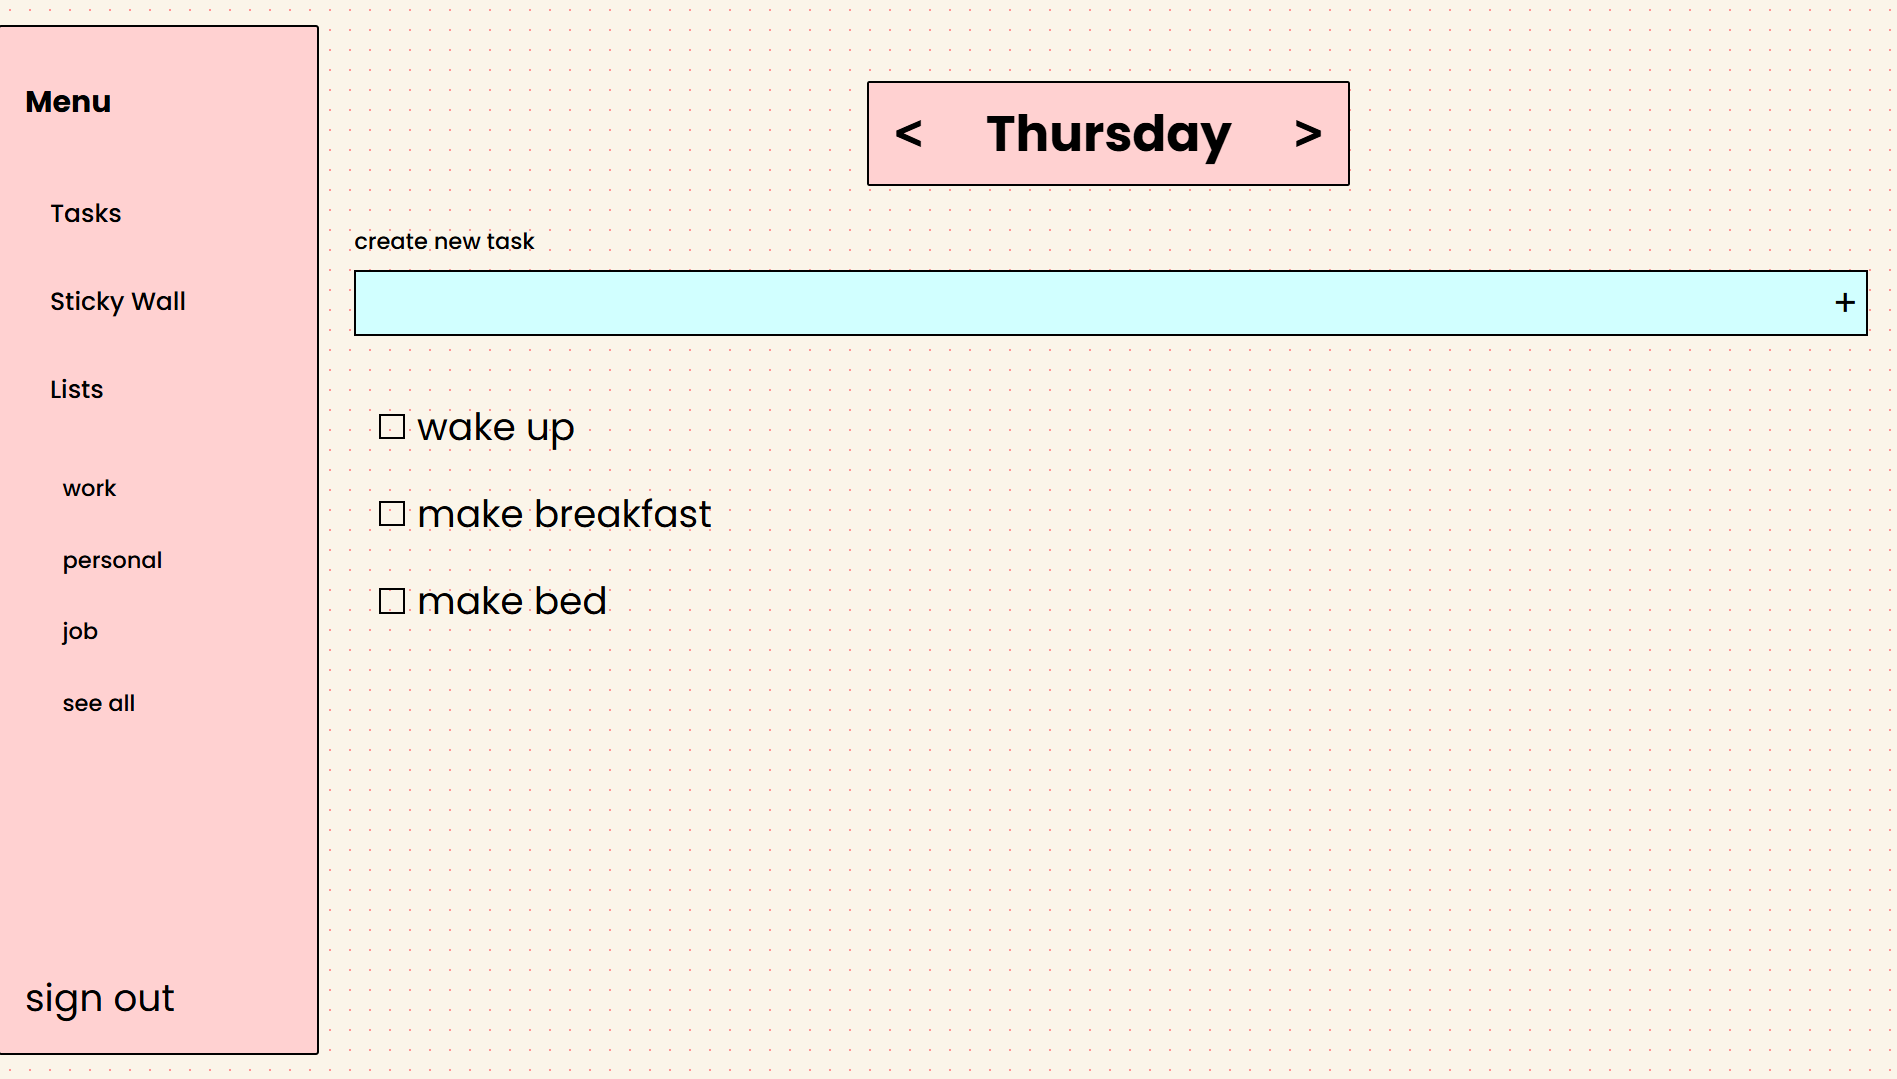 Menu
Tasks
Sticky Wall
Lists
work
personal
job
see all
sign out
< Thursday >
create new task
+
wake up
make breakfast
make bed